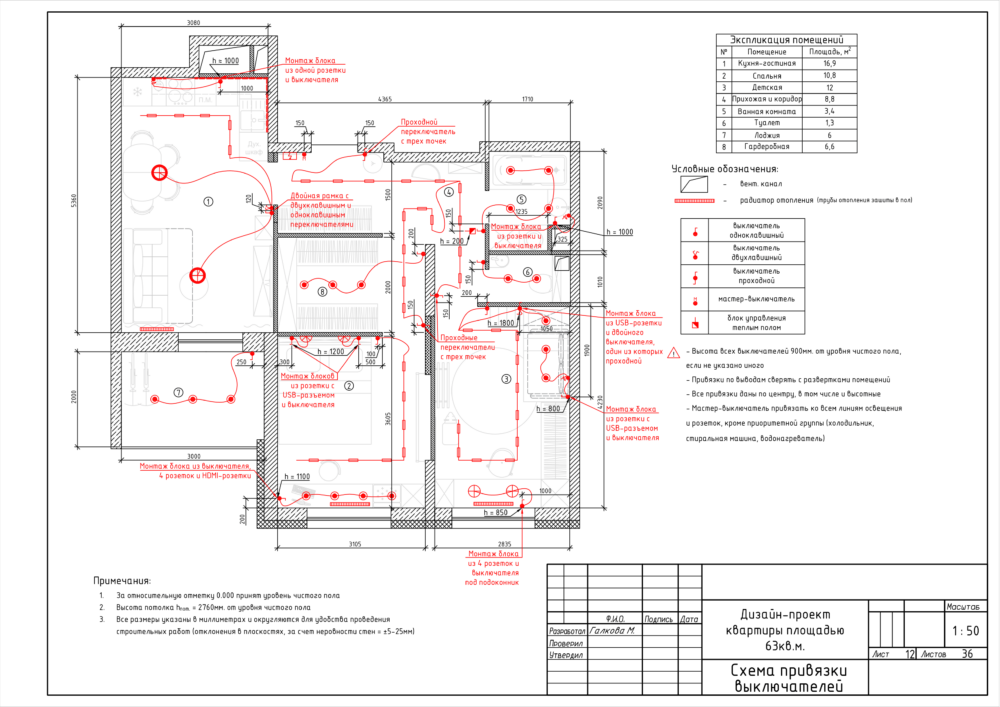 3080
h = 1000
Монтаж блока
из одной розетки
и выключателя
1000
4365
1710
150
150
Проходной
переключатель
с трех точек
5360
1
120
Двойная рамка с
двухклавишным и
одноклавишным
переключателями
1500
4
150
5
1235
2090
Монтаж блока
из розетки и
выключателя
h = 200
200
325
h = 1000
6
150
1010
8
2000
150
200
150
Проходные
переключатели
с трех точек
h = 1800
1050
Монтаж блока
из USB-розетки
и двойного
выключателя,
один из которых
проходной
1900
4230
250
300
h = 1200
100
500
Монтаж блоков
из розетки с
USB-разъемом
и выключателя
2
3
7
2000
3000
3605
h = 800
Монтаж блока
из розетки с
USB-разъемом
и выключателя
Монтаж блока из выключателя,
4 розеток и HDMI-розетки
h = 1100
200
1000
h = 850
3105
2835
Монтаж блока
из 4 розеток и
выключателя
под подоконник
Экспликация помещений
№ Помещение Площадь, м²
1 Кухня-гостиная 16,9
2 Спальня 10,8
3 Детская 12
4 Прихожая и коридор 8,8
5 Ванная комната 3,4
6 Туалет 1,3
7 Лоджия 6
8 Гардеробная 6,6
Условные обозначения:
– вент. канал
– радиатор отопления (трубы отопления зашиты в пол)
выключатель
одноклавишный
выключатель
двухклавишный
выключатель
проходной
мастер-выключатель
блок управления
теплым полом
– Высота всех выключателей 900мм. от уровня чистого пола,
если не указано иного
– Привязки по выводам сверять с развертками помещений
– Все привязки даны по центру, в том числе и высотные
– Мастер-выключатель привязать ко всем линиям освещения
и розеток, кроме приоритетной группы (холодильник,
стиральная машина, водонагреватель)
Примечания:
1. За относительную отметку 0.000 принят уровень чистого пола
2. Высота потолка hпот. = 2760мм. от уровня чистого пола
3. Все размеры указаны в миллиметрах и округляются для удобства проведения
строительных работ (отклонения в плоскостях, за счет неровности стен = ±5-25мм)
Ф.И.О. Подпись Дата
Разработал Галкова М.
Проверил
Утвердил
Дизайн-проект
квартиры площадью
63кв.м.
Схема привязки
выключателей
Масштаб
1 : 50
Лист 12 Листов 36